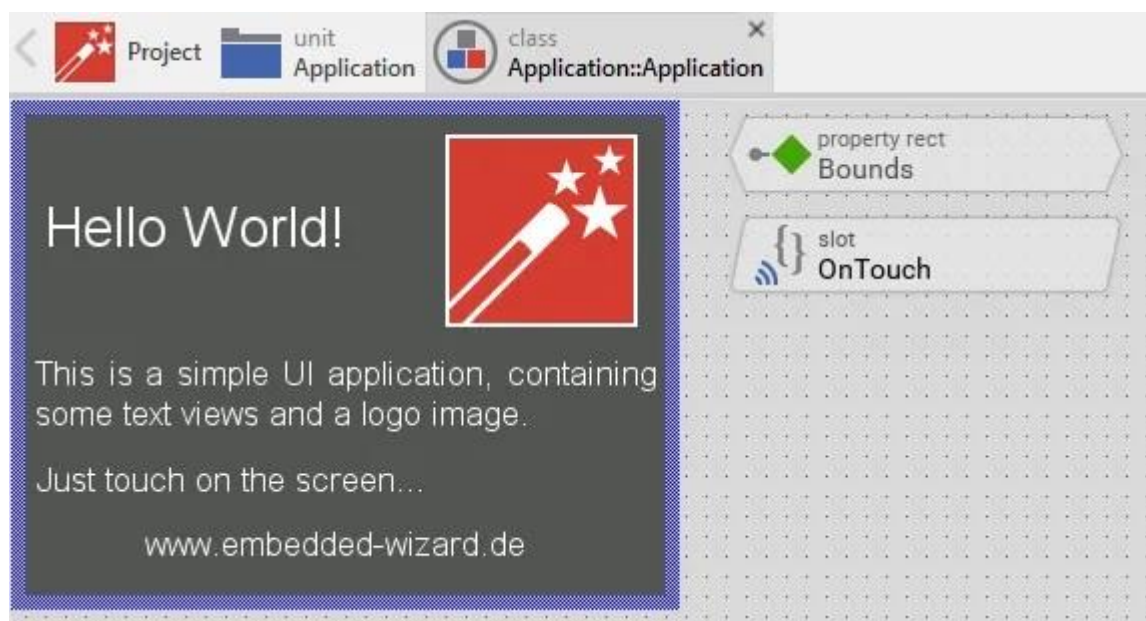 Project
unit
Application
class
Application::Application
Hello World!
This is a simple UI application, containing
some text views and a logo image.
Just touch on the screen...
www.embedded-wizard.de
property rect
Bounds
slot
OnTouch